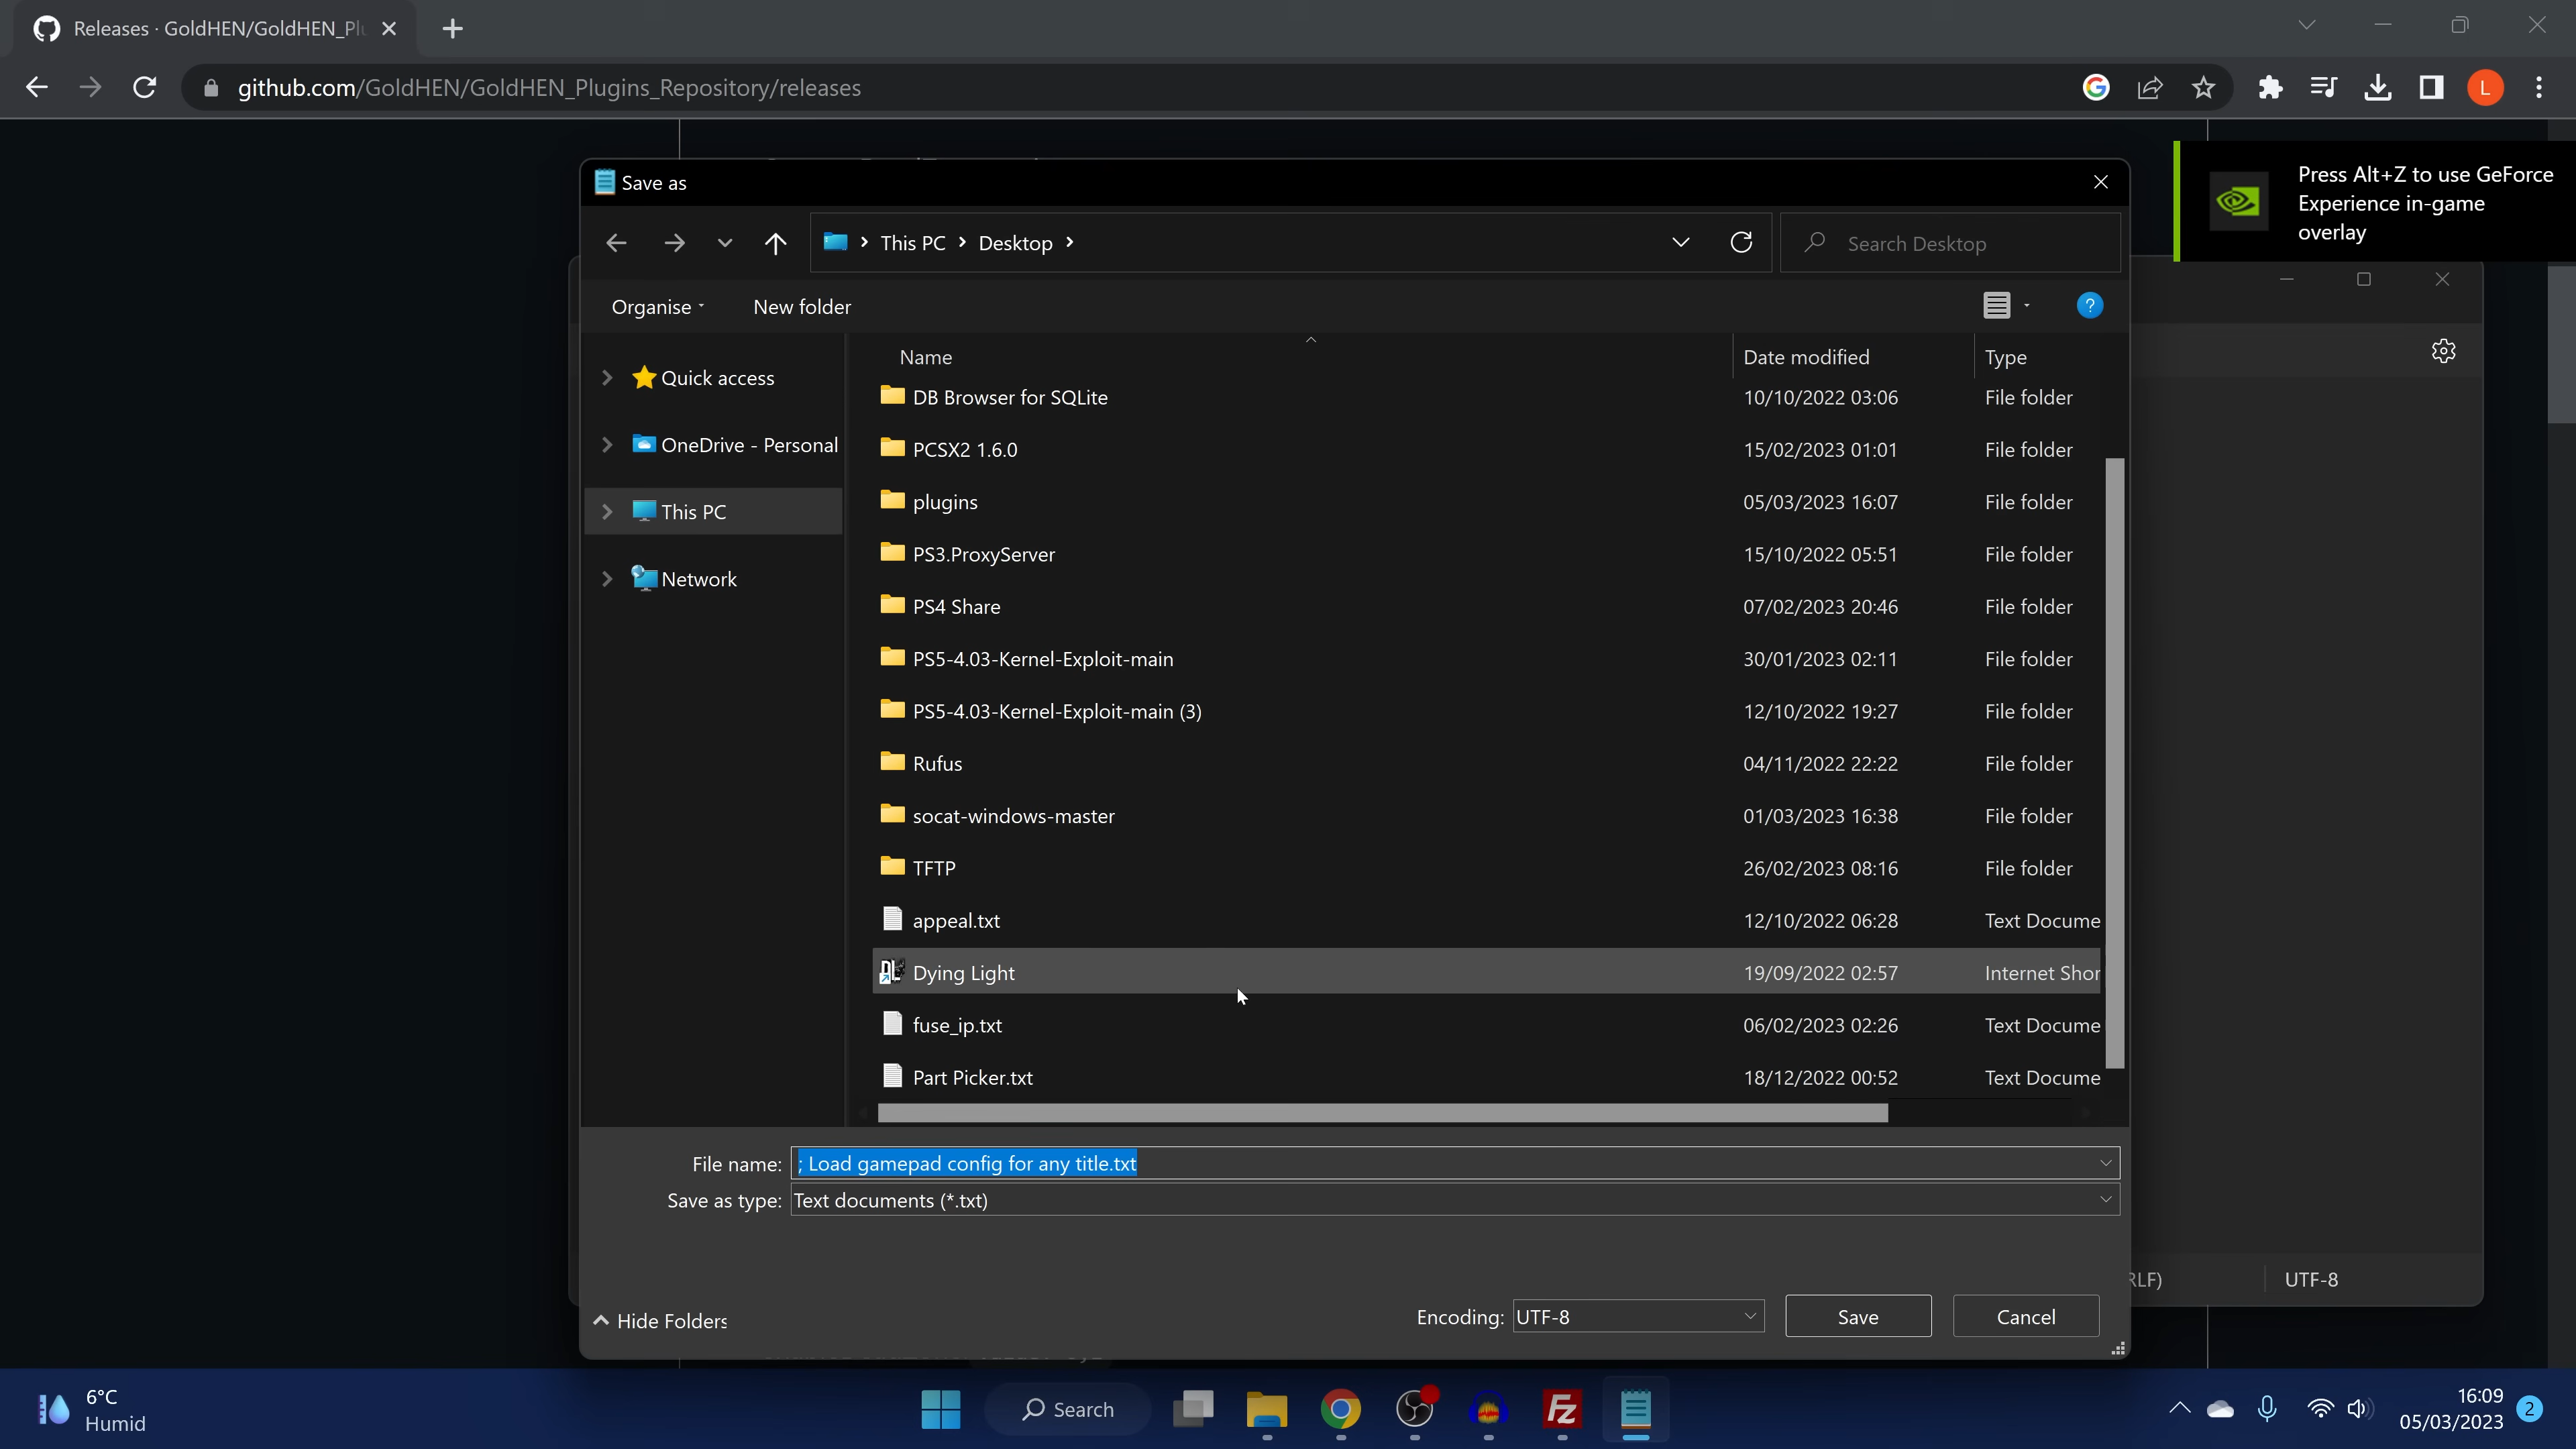 Releases · GoldHEN/GoldHEN_Pl
github.com/GoldHEN/GoldHEN_Plugins_Repository/releases
L
Press Alt+Z to use GeForce
Experience in-game
overlay
Save as
This PC
Desktop
Search Desktop
Organise
New folder
?
Name
Date modified
Type
Quick access
OneDrive - Personal
This PC
Network
DB Browser for SQLite
10/10/2022 03:06
File folder
PCSX2 1.6.0
15/02/2023 01:01
File folder
plugins
05/03/2023 16:07
File folder
PS3.ProxyServer
15/10/2022 05:51
File folder
PS4 Share
07/02/2023 20:46
File folder
PS5-4.03-Kernel-Exploit-main
30/01/2023 02:11
File folder
PS5-4.03-Kernel-Exploit-main (3)
12/10/2022 19:27
File folder
Rufus
04/11/2022 22:22
File folder
socat-windows-master
01/03/2023 16:38
File folder
TFTP
26/02/2023 08:16
File folder
appeal.txt
12/10/2022 06:28
Text Docume
Dying Light
19/09/2022 02:57
Internet Shor
fuse_ip.txt
06/02/2023 02:26
Text Docume
Part Picker.txt
18/12/2022 00:52
Text Docume
File name:
; Load gamepad config for any title.txt
Save as type:
Text documents (*.txt)
Hide Folders
Encoding:
UTF-8
Save
Cancel
RLF)
UTF-8
6°C
Humid
Search
Fz
16:09
05/03/2023
2